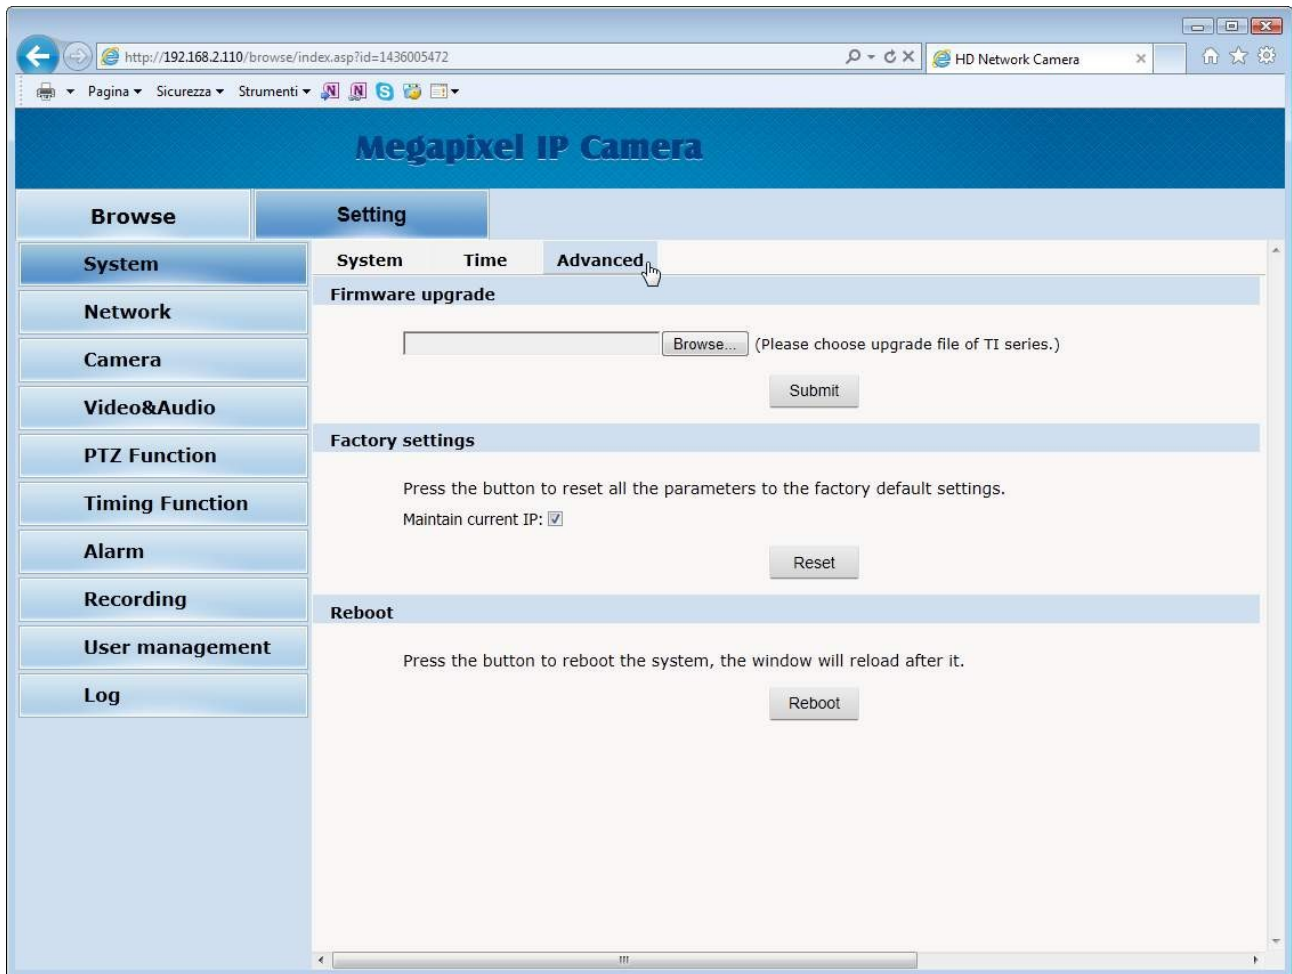 http://192.168.2.110/browse/index.asp?id=1436005472
HD Network Camera
Pagina Sicurezza Strumenti
Megapixel IP Camera
Browse Setting
System
Network
Camera
Video&Audio
PTZ Function
Timing Function
Alarm
Recording
User management
Log
System Time Advanced
Firmware upgrade
Browse... (Please choose upgrade file of TI series.)
Submit
Factory settings
Press the button to reset all the parameters to the factory default settings.
Maintain current IP:
Reset
Reboot
Press the button to reboot the system, the window will reload after it.
Reboot